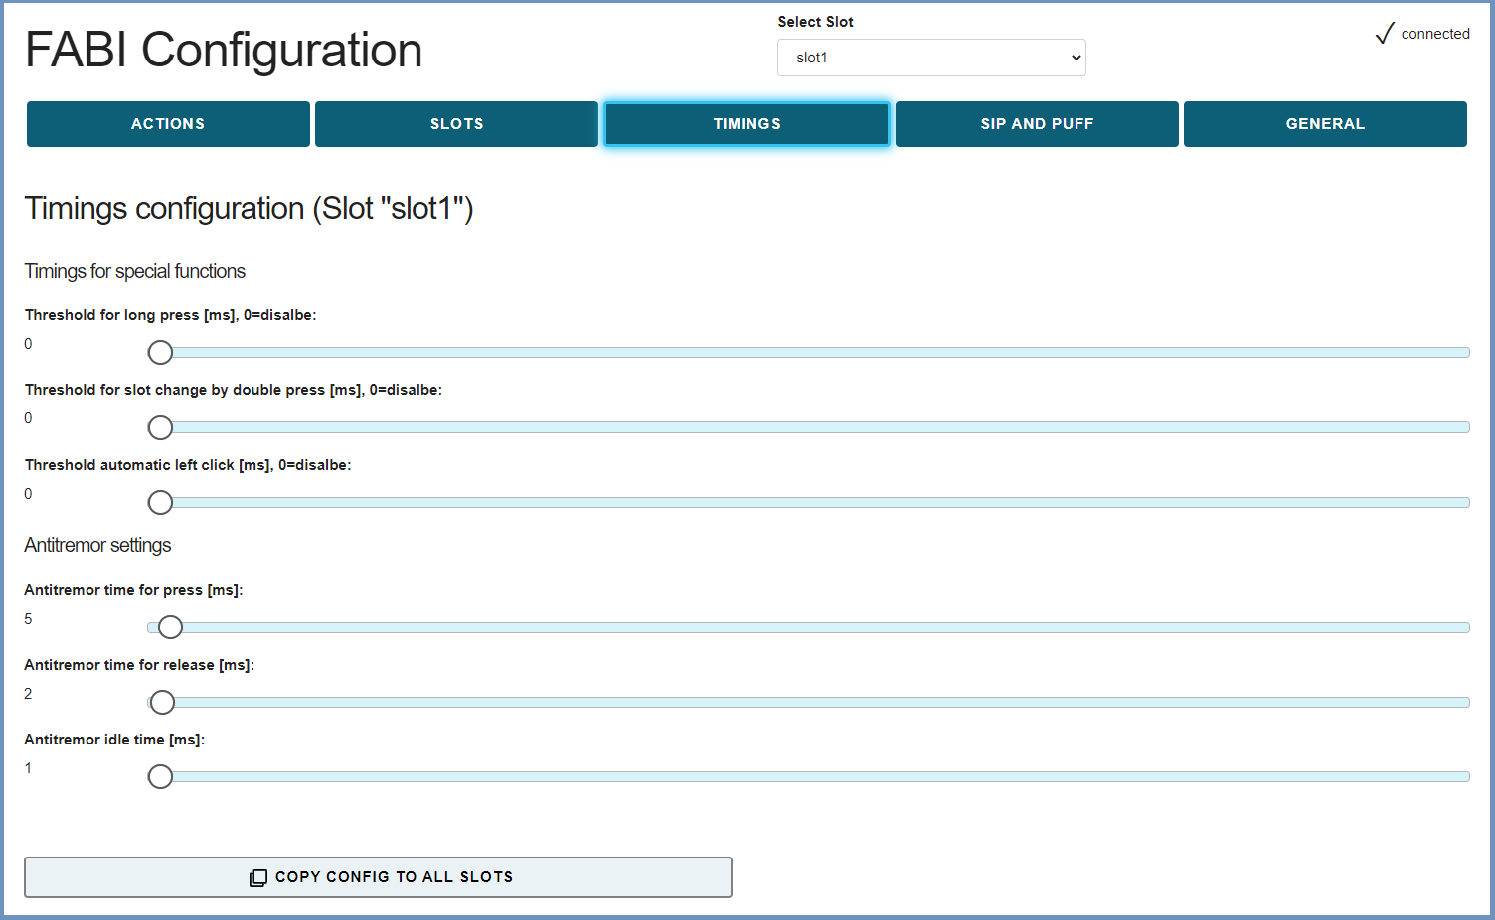 FABI Configuration
Select Slot
slot1
connected
ACTIONS
SLOTS
TIMINGS
SIP AND PUFF
GENERAL
Timings configuration (Slot "slot1")
Timings for special functions
Threshold for long press [ms], 0=disalbe:
0
Threshold for slot change by double press [ms], 0=disalbe:
0
Threshold automatic left click [ms], 0=disalbe:
0
Antitremor settings
Antitremor time for press [ms]:
5
Antitremor time for release [ms]:
2
Antitremor idle time [ms]:
1
COPY CONFIG TO ALL SLOTS